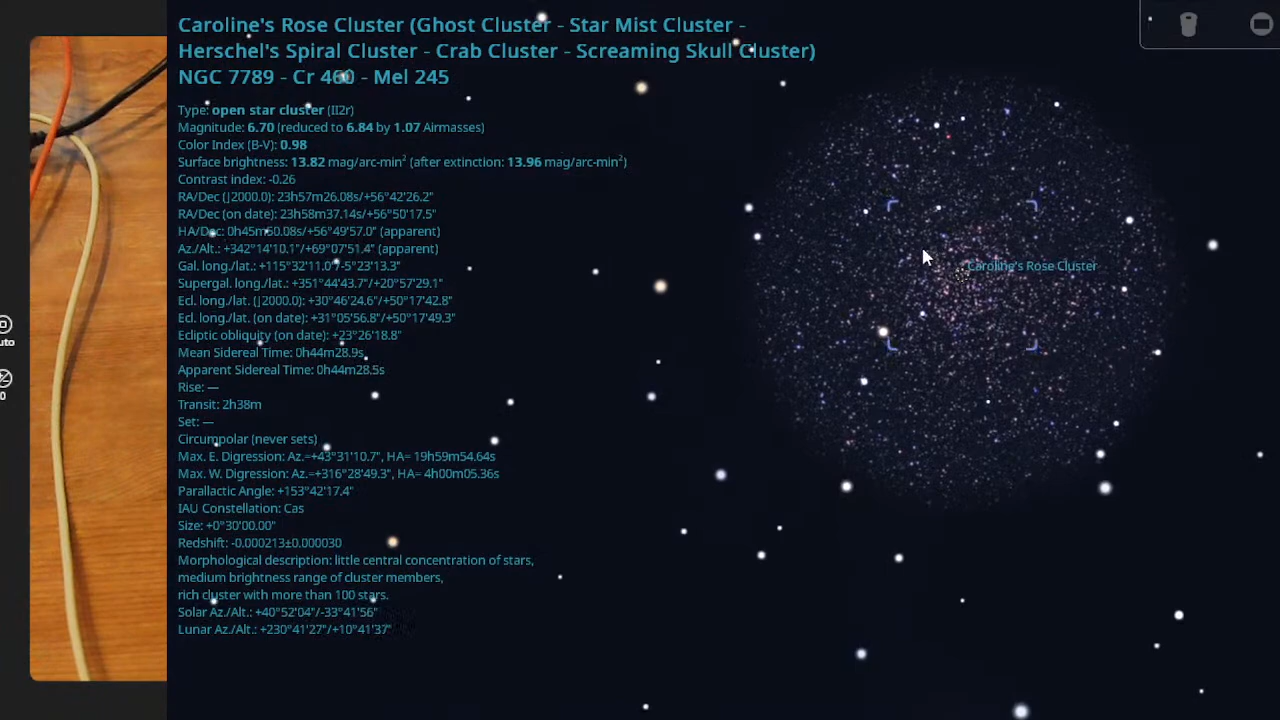 Caroline's Rose Cluster (Ghost Cluster - Star Mist Cluster -
Herschel's Spiral Cluster - Crab Cluster - Screaming Skull Cluster)
NGC 7789 - Cr 460 - Mel 245
Type: open star cluster (II2r)
Magnitude: 6.70 (reduced to 6.84 by 1.07 Airmasses)
Color Index (B-V): 0.98
Surface brightness: 13.82 mag/arc-min² (after extinction: 13.96 mag/arc-min²)
Contrast index: -0.26
RA/Dec (J2000.0): 23h57m26.08s/+56°42'26.2"
RA/Dec (on date): 23h58m37.14s/+56°50'17.5"
HA/Dec: 0h45m50.08s/+56°49'57.0" (apparent)
Az./Alt.: +342°14'10.1"/+69°07'51.4" (apparent)
Gal. long./lat.: +115°32'11.0"/-5°23'13.3"
Supergal. long./lat.: +351°44'43.7"/+20°57'29.1"
Ecl. long./lat. (J2000.0): +30°46'24.6"/+50°17'42.8"
Ecl. long./lat. (on date): +31°05'56.8"/+50°17'49.3"
Ecliptic obliquity (on date): +23°26'18.8"
Mean Sidereal Time: 0h44m28.9s
Apparent Sidereal Time: 0h44m28.5s
Rise: —
Transit: 2h38m
Set: —
Circumpolar (never sets)
Max. E. Digression: Az.=+43°31'10.7", HA= 19h59m54.64s
Max. W. Digression: Az.=+316°28'49.3", HA= 4h00m05.36s
Parallactic Angle: +153°42'17.4"
IAU Constellation: Cas
Size: +0°30'00.00"
Redshift: -0.000213±0.000030
Morphological description: little central concentration of stars,
medium brightness range of cluster members,
rich cluster with more than 100 stars.
Solar Az./Alt.: +40°52'04"/-33°41'56"
Lunar Az./Alt.: +230°41'27"/+10°41'37"
Caroline's Rose Cluster